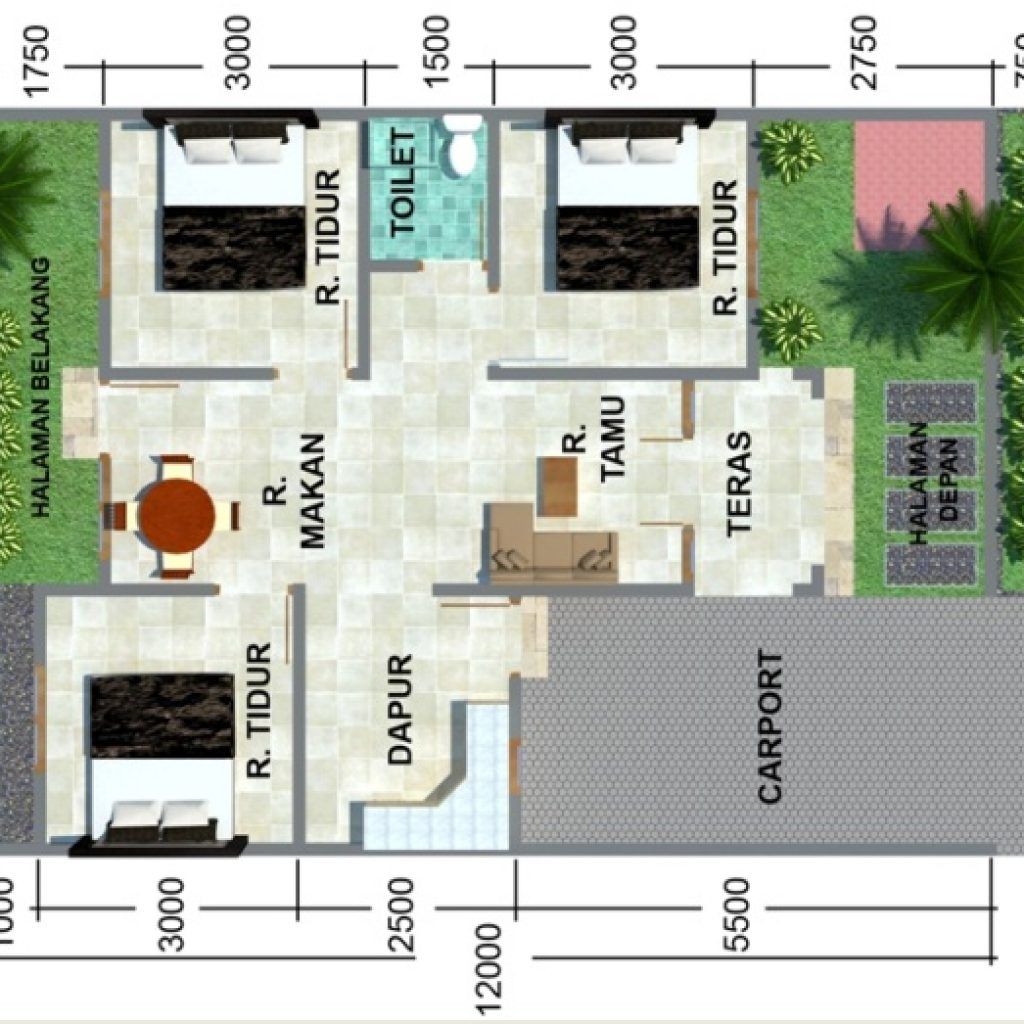 1750
3000
1500
3000
2750
750
HALAMAN BELAKANG
R. TIDUR
TOILET
R. TIDUR
R.
MAKAN
R.
TAMU
TERAS
HALAMAN
DEPAN
R. TIDUR
DAPUR
CARPORT
3000
2500
5500
12000